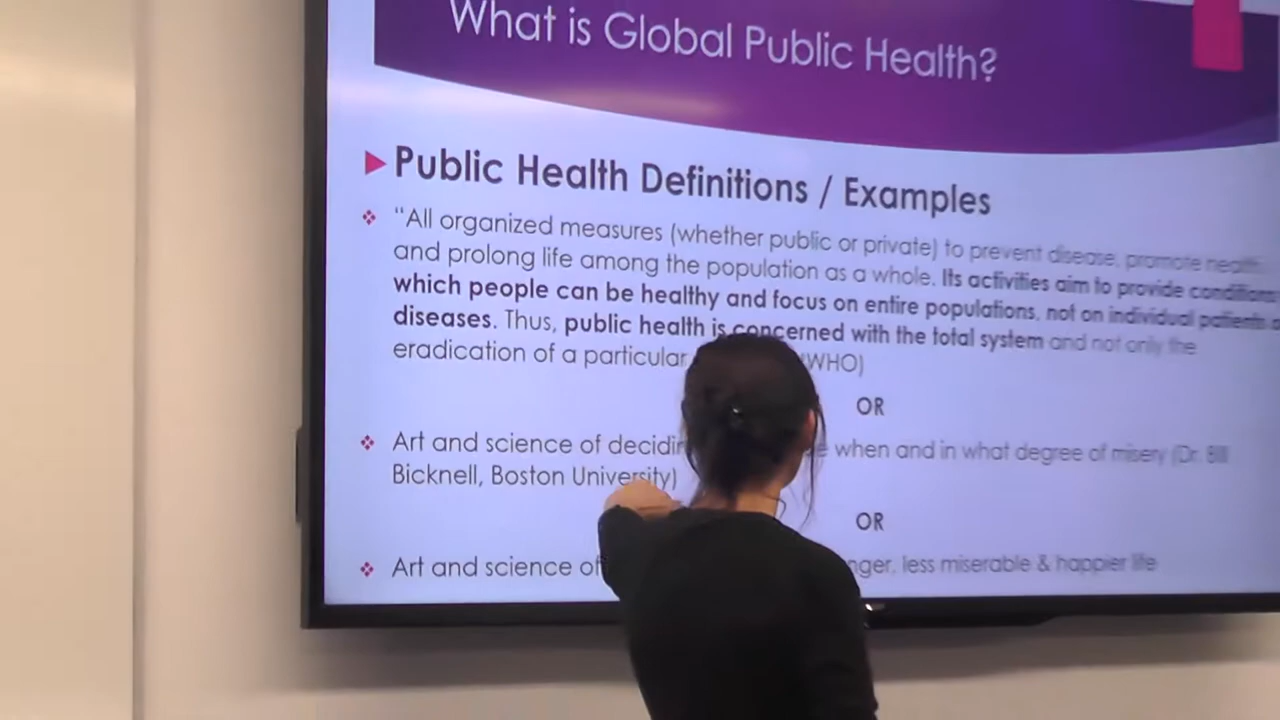 What is Global Public Health?
Public Health Definitions / Examples
"All organized measures (whether public or private) to prevent disease, promote health,
and prolong life among the population as a whole. Its activities aim to provide conditions
which people can be healthy and focus on entire populations, not on individual patients
diseases. Thus, public health is concerned with the total system and not only the
eradication of a particular WHO)
OR
Art and science of when and in what degree of misery (Dr. Bill
Bicknell, Boston University)
OR
Art and science of less miserable & happier life